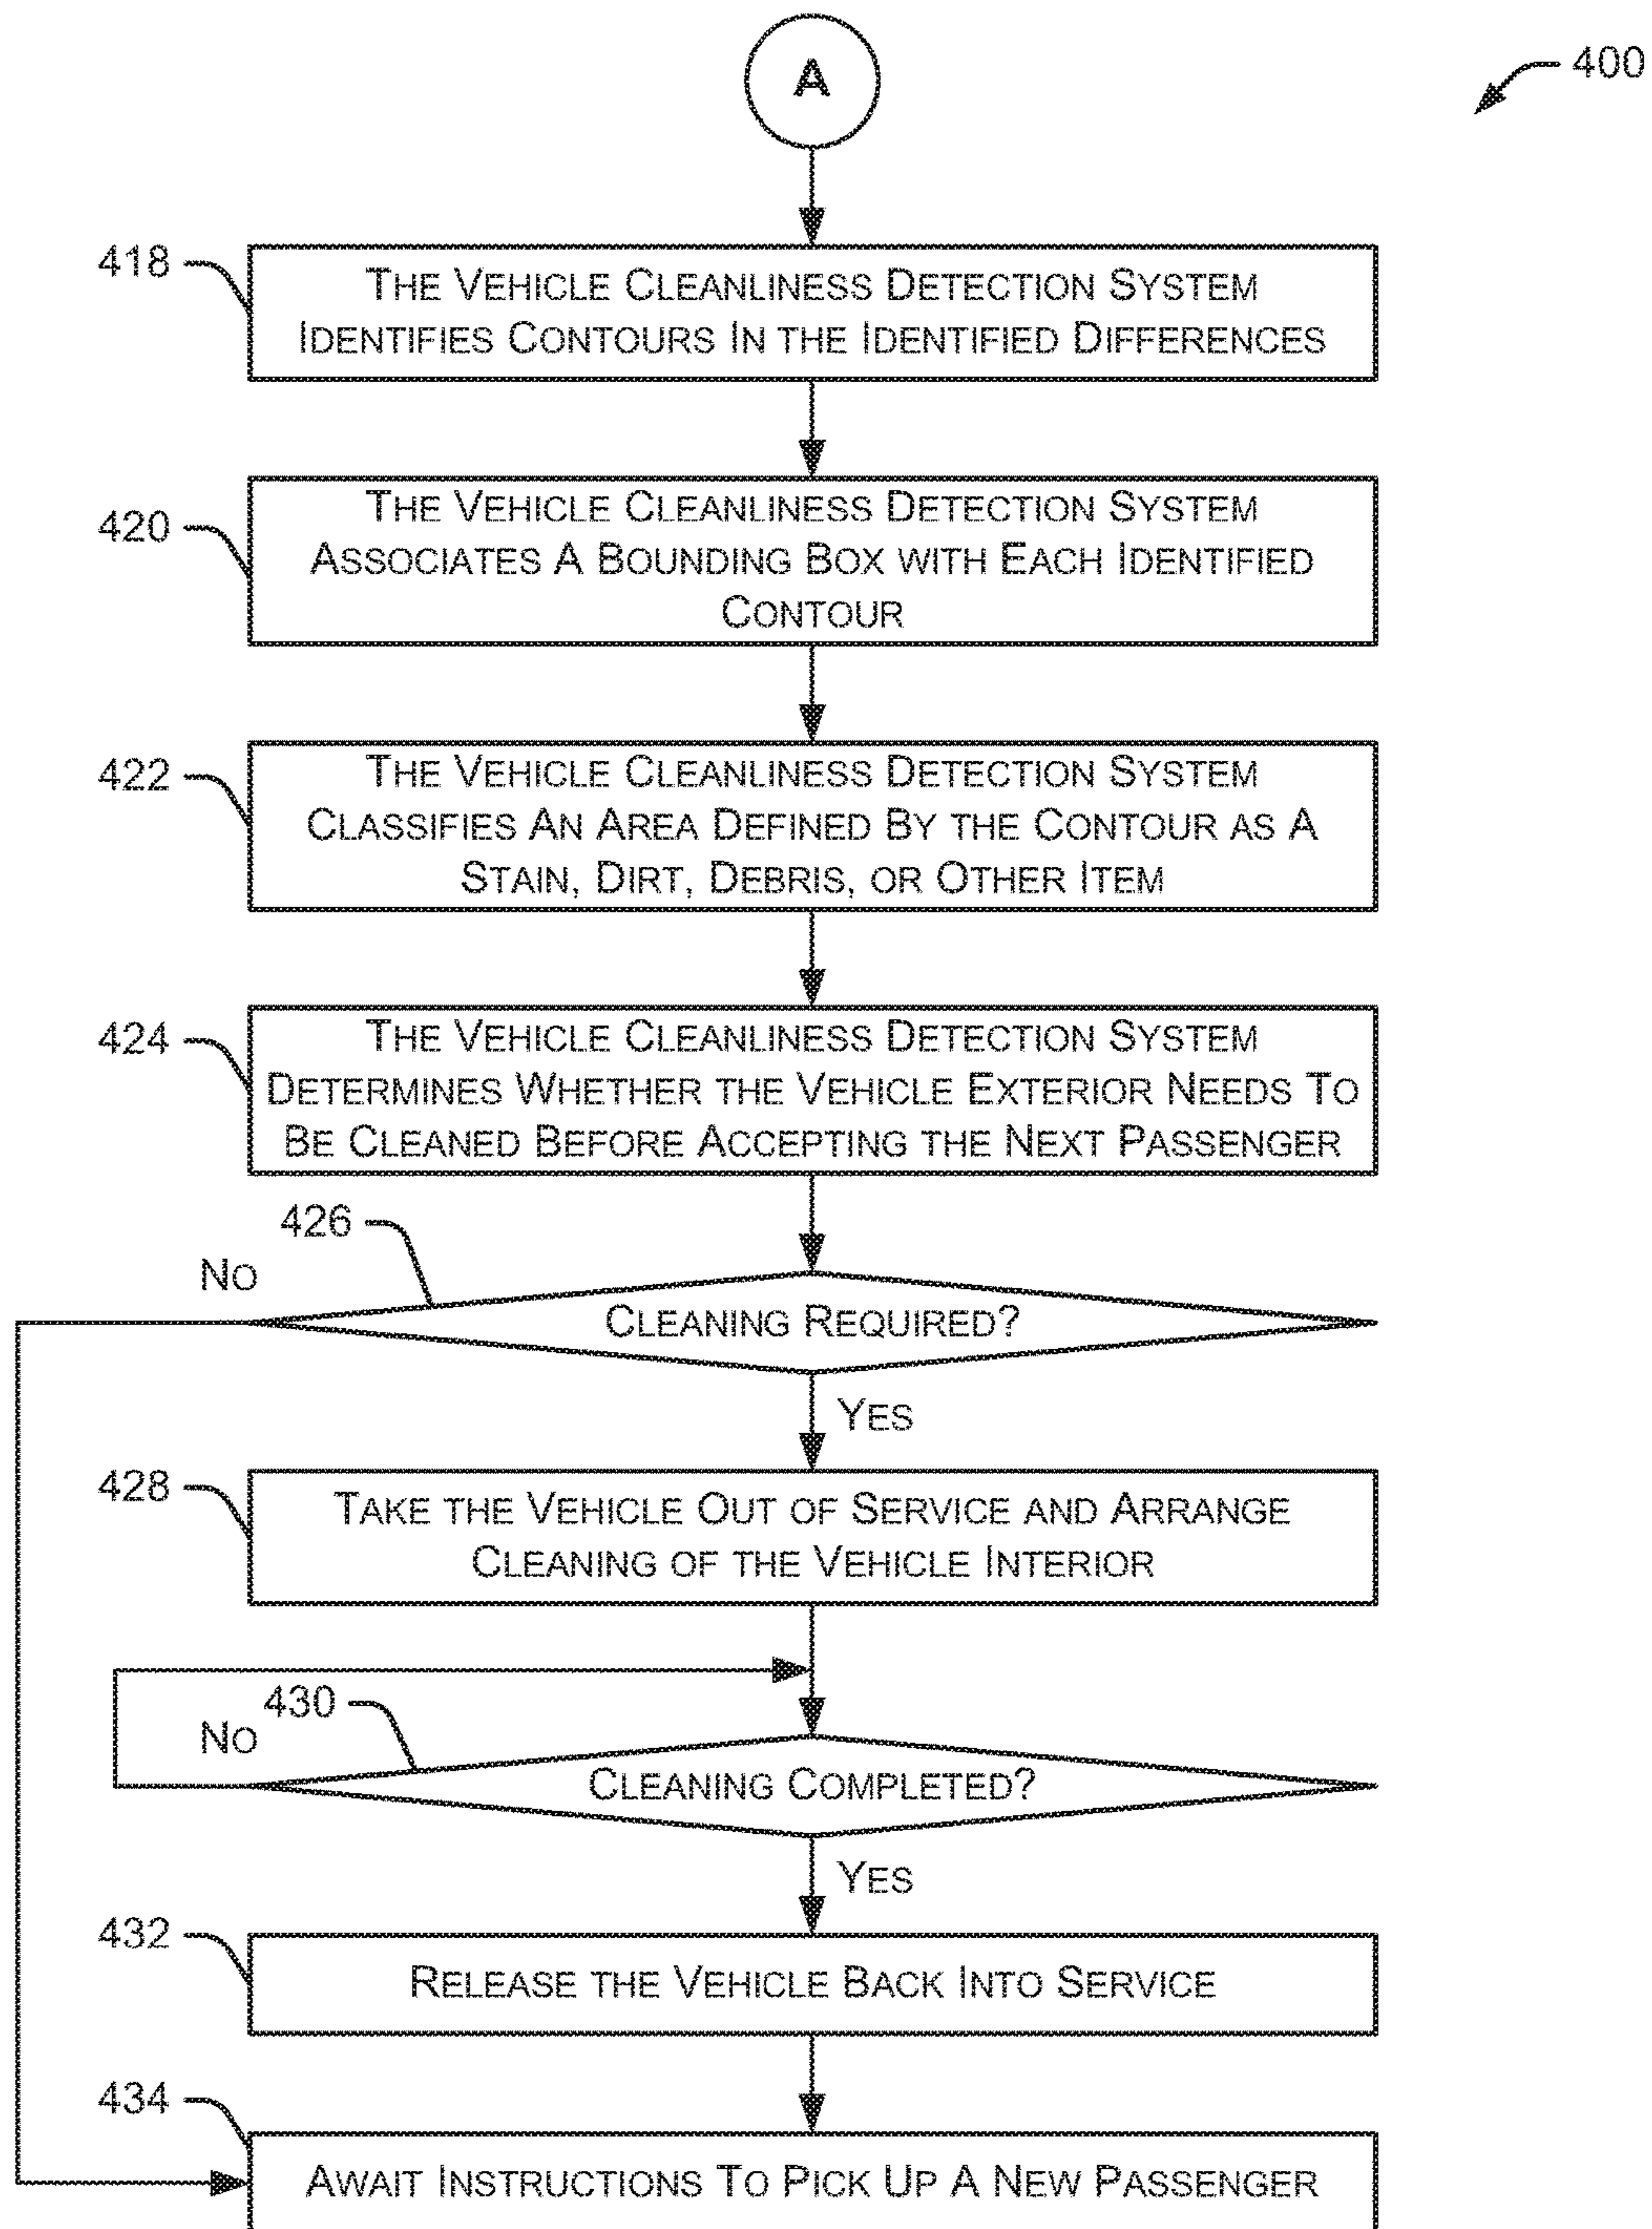 A
400
418
THE VEHICLE CLEANLINESS DETECTION SYSTEM
IDENTIFIES CONTOURS IN THE IDENTIFIED DIFFERENCES
420
THE VEHICLE CLEANLINESS DETECTION SYSTEM
ASSOCIATES A BOUNDING BOX WITH EACH IDENTIFIED
CONTOUR
422
THE VEHICLE CLEANLINESS DETECTION SYSTEM
CLASSIFIES AN AREA DEFINED BY THE CONTOUR AS A
STAIN, DIRT, DEBRIS, OR OTHER ITEM
424
THE VEHICLE CLEANLINESS DETECTION SYSTEM
DETERMINES WHETHER THE VEHICLE EXTERIOR NEEDS TO
BE CLEANED BEFORE ACCEPTING THE NEXT PASSENGER
426
NO
CLEANING REQUIRED?
YES
428
TAKE THE VEHICLE OUT OF SERVICE AND ARRANGE
CLEANING OF THE VEHICLE INTERIOR
430
NO
CLEANING COMPLETED?
YES
432
RELEASE THE VEHICLE BACK INTO SERVICE
434
AWAIT INSTRUCTIONS TO PICK UP A NEW PASSENGER